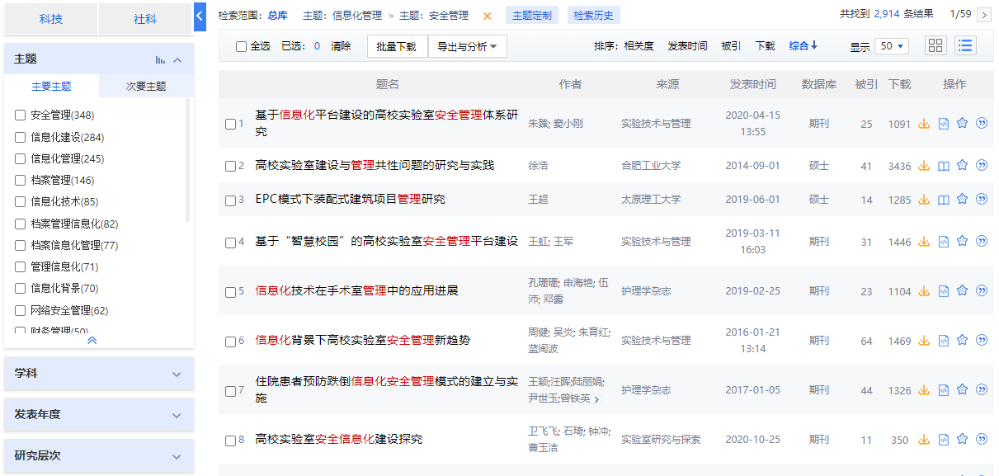 科技 社科
主题
主要主题 次要主题
安全管理(348)
信息化建设(284)
信息化管理(245)
档案管理(146)
信息化技术(85)
档案管理信息化(82)
档案信息化管理(77)
管理信息化(71)
信息化背景(70)
网络安全管理(62)
财务管理(50)
学科
发表年度
研究层次
检索范围：总库 主题：信息化管理 > 主题：安全管理 × 主题定制 检索历史 共找到 2,914 条结果 1/59 >
全选 已选：0 清除 批量下载 导出与分析 排序：相关度 发表时间 被引 下载 综合↓ 显示 50
题名 作者 来源 发表时间 数据库 被引 下载 操作
1 基于信息化平台建设的高校实验室安全管理体系研
究 朱臻; 窦小刚 实验技术与管理 2020-04-15
13:55 期刊 25 1091
2 高校实验室建设与管理共性问题的研究与实践 徐浩 合肥工业大学 2014-09-01 硕士 41 3436
3 EPC模式下装配式建筑项目管理研究 王超 太原理工大学 2019-06-01 硕士 14 1285
4 基于“智慧校园”的高校实验室安全管理平台建设 王虹; 王军 实验技术与管理 2019-03-11
16:03 期刊 31 1446
5 信息化技术在手术室管理中的应用进展 孔珊珊; 申海艳; 伍
沛; 邓露 护理学杂志 2019-02-25 期刊 23 1104
6 信息化背景下高校实验室安全管理新趋势 周健; 吴炎; 朱育红;
蓝闽波 实验技术与管理 2016-01-21
13:14 期刊 64 1469
7 住院患者预防跌倒信息化安全管理模式的建立与实
施 王颖;汪晖;陆丽娟;
尹世玉;曾铁英 > 护理学杂志 2017-01-05 期刊 44 1326
8 高校实验室安全信息化建设探究 卫飞飞; 石琦; 钟冲;
曹玉洁 实验室研究与探索 2020-10-25 期刊 11 350